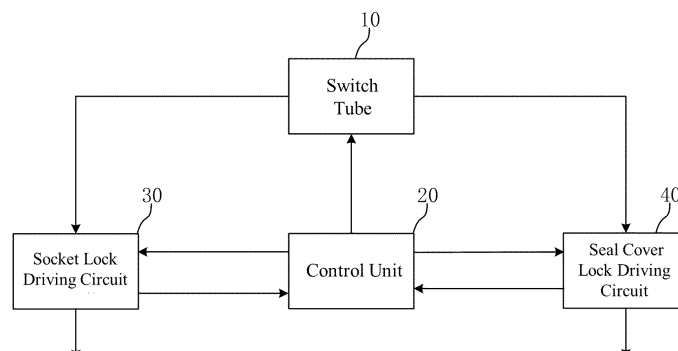 10
Switch
Tube
30
20
40
Socket Lock
Driving Circuit
Control Unit
Seal Cover
Lock Driving
Circuit